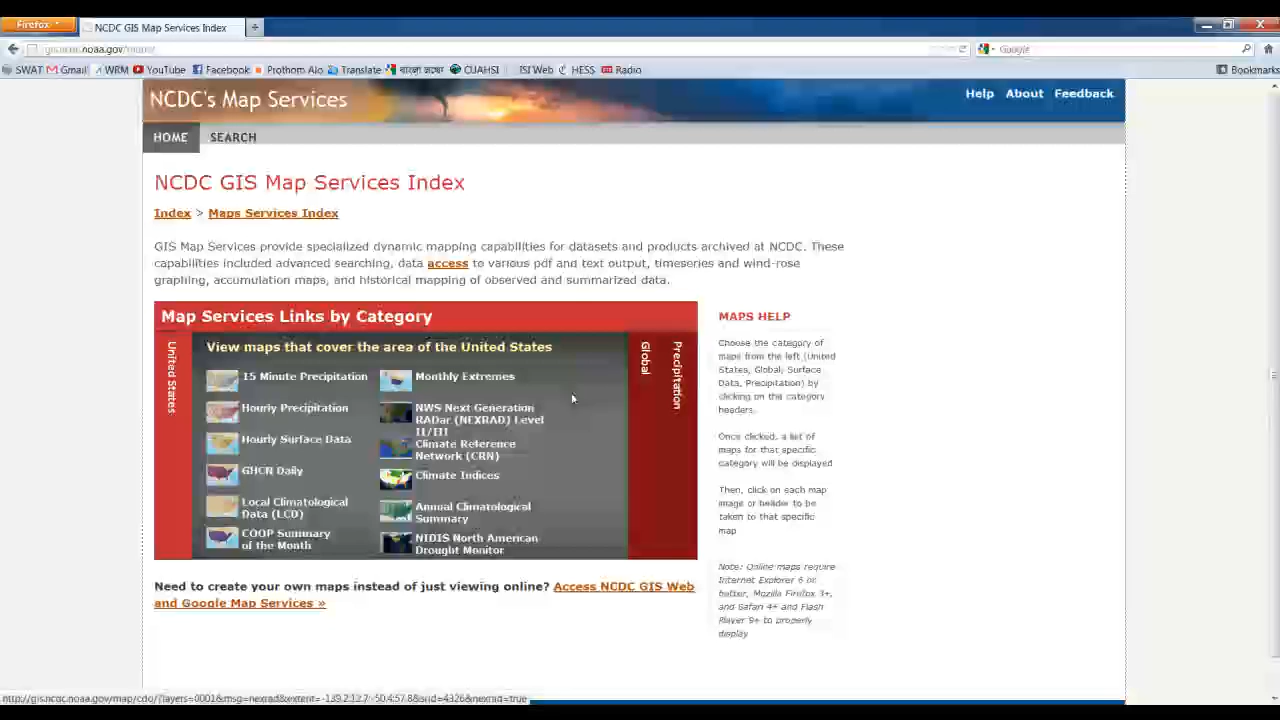 Firefox
NCDC GIS Map Services Index
gis.ncdc.noaa.gov/maps/
Google
SWAT Gmail WRM YouTube Facebook Prothom Alo Translate CUAHSI ISI Web HESS Radio Bookmarks
NCDC's Map Services
Help About Feedback
HOME SEARCH
NCDC GIS Map Services Index
Index > Maps Services Index
GIS Map Services provide specialized dynamic mapping capabilities for datasets and products archived at NCDC. These
capabilities included advanced searching, data access to various pdf and text output, timeseries and wind-rose
graphing, accumulation maps, and historical mapping of observed and summarized data.
Map Services Links by Category
United States
View maps that cover the area of the United States
15 Minute Precipitation
Hourly Precipitation
Hourly Surface Data
GHCN Daily
Local Climatological
Data (LCD)
COOP Summary
of the Month
Monthly Extremes
NWS Next Generation
RADar (NEXRAD) Level
II/III
Climate Reference
Network (CRN)
Climate Indices
Annual Climatological
Summary
NIDIS North American
Drought Monitor
Global
Precipitation
MAPS HELP
Choose the category of
maps from the left (United
States, Global, Surface
Data, Precipitation) by
clicking on the category
headers.
Once clicked, a list of
maps for that specific
category will be displayed
Then, click on each map
image or header to be
taken to that specific
map
Note: Online maps require
Internet Explorer 6 or
better, Mozilla Firefox 3+,
and Safari 4+ and Flash
Player 9+ to properly
display
Need to create your own maps instead of just viewing online? Access NCDC GIS Web
and Google Map Services »